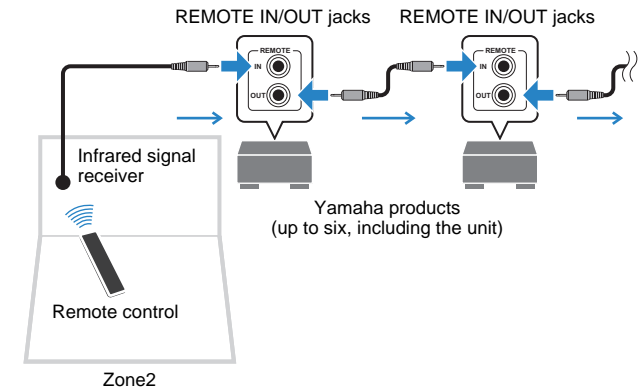 REMOTE IN/OUT jacks
REMOTE IN/OUT jacks
REMOTE
IN
OUT
REMOTE
IN
OUT
Infrared signal
receiver
Remote control
Yamaha products
(up to six, including the unit)
Zone2